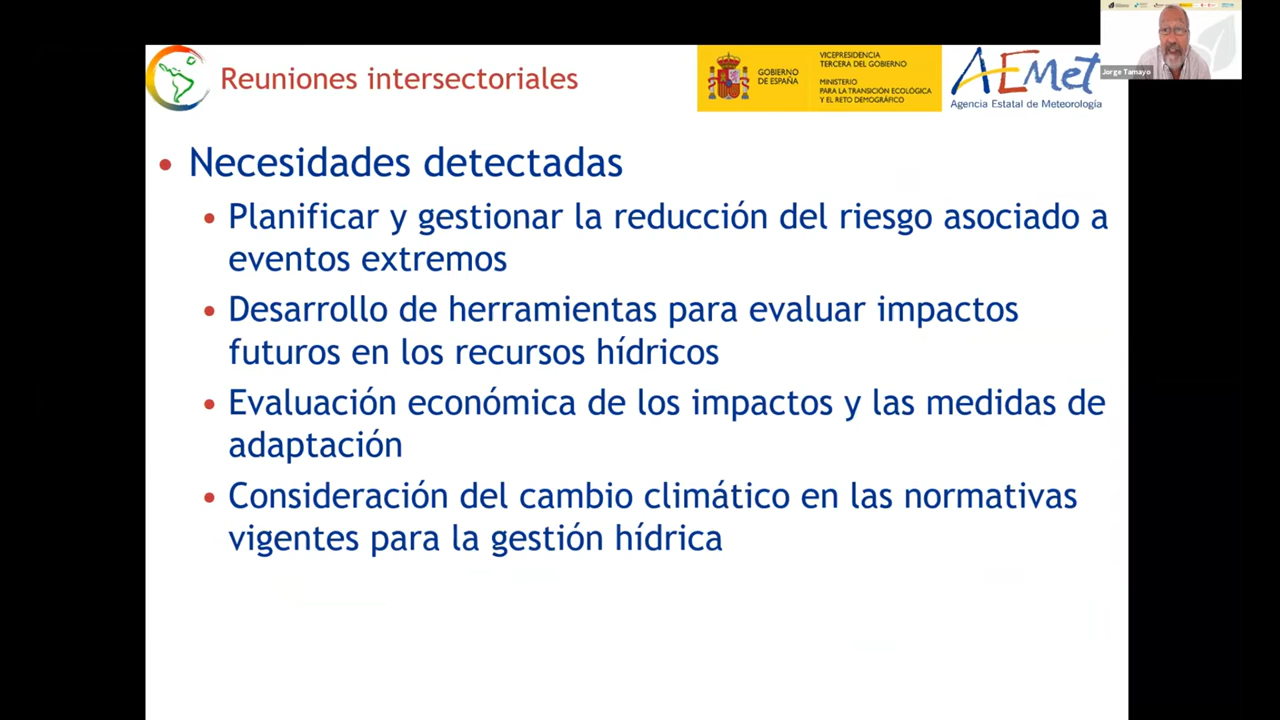 Reuniones intersectoriales
GOBIERNO
DE ESPAÑA
VICEPRESIDENCIA
TERCERA DEL GOBIERNO
MINISTERIO
PARA LA TRANSICIÓN ECOLÓGICA
Y EL RETO DEMOGRÁFICO
AEMet
Agencia Estatal de Meteorología
Jorge Tamayo
• Necesidades detectadas
• Planificar y gestionar la reducción del riesgo asociado a
eventos extremos
• Desarrollo de herramientas para evaluar impactos
futuros en los recursos hídricos
• Evaluación económica de los impactos y las medidas de
adaptación
• Consideración del cambio climático en las normativas
vigentes para la gestión hídrica